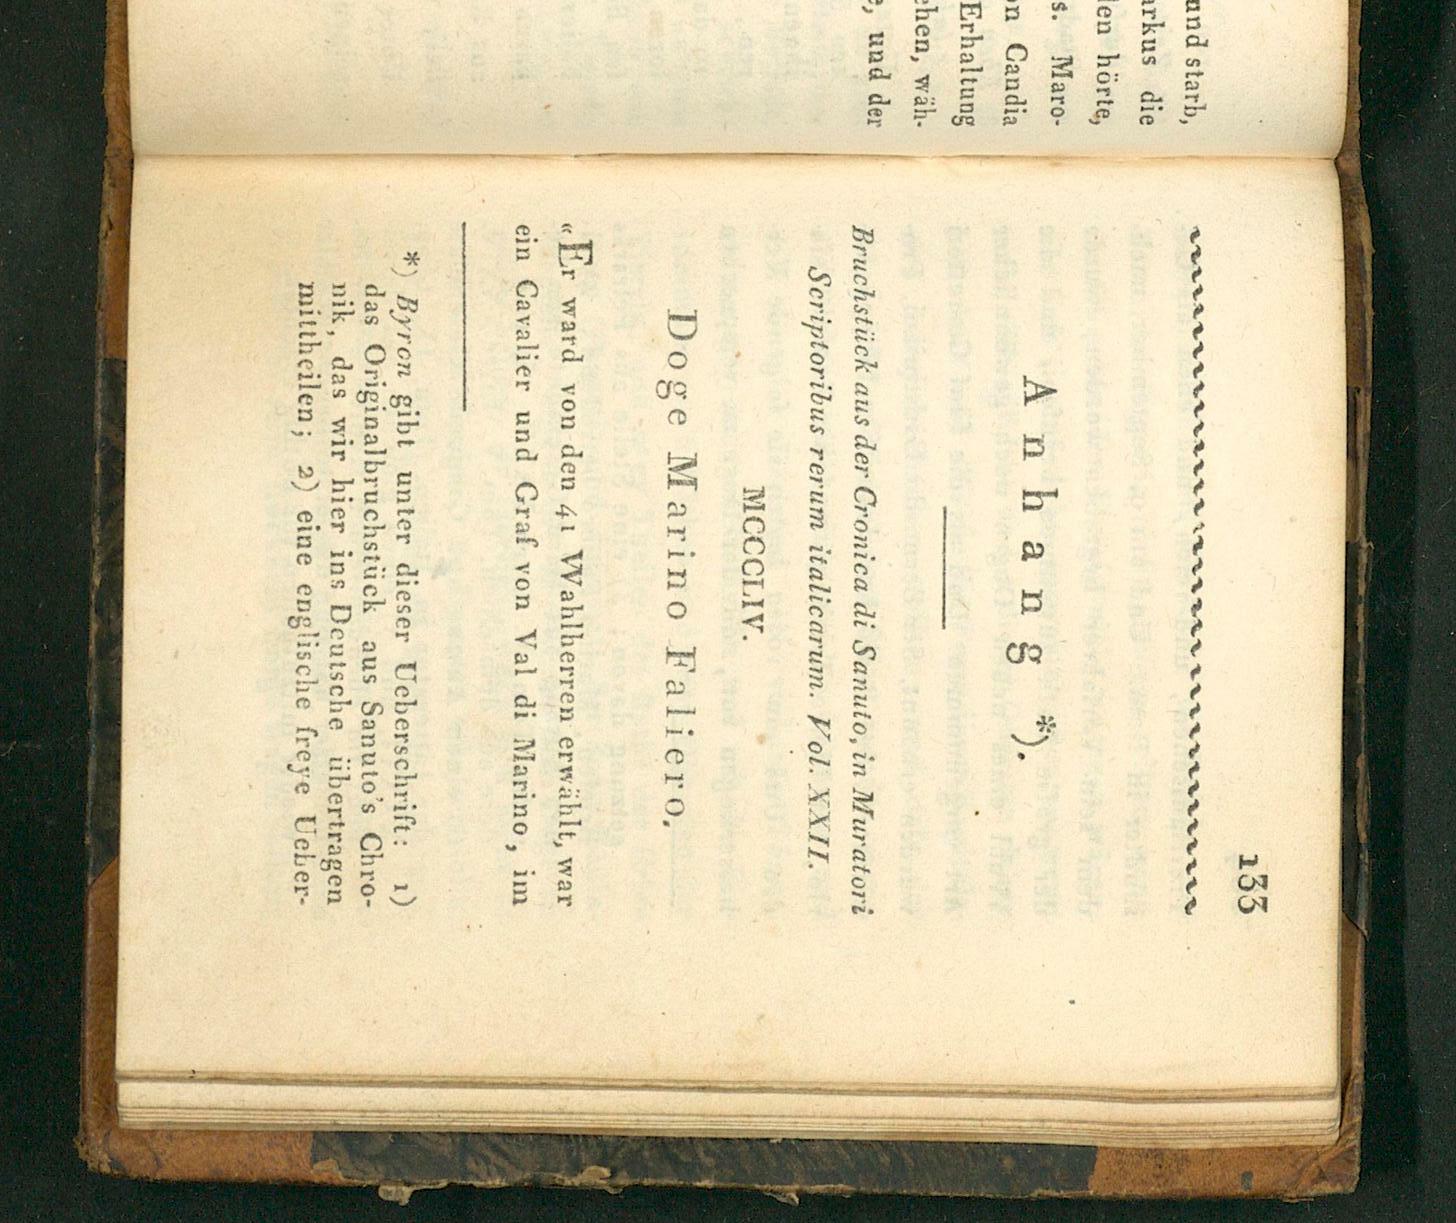 und starb,
arkus die
len hörte,
s. Maro-
on Candia
Erhaltung
ehen, wäh-
e, und der
133
Anhang *).
Bruchstück aus der Cronica di Sanuto, in Muratori
Scriptoribus rerum italicarum. Vol. XXII.
MCCCLIV.
Doge Marino Faliero.
“Er ward von den 41 Wahlherren erwählt, war
ein Cavalier und Graf von Val di Marino, im
*) Byron gibt unter dieser Ueberschrift: 1)
das Originalbruchstück aus Sanuto's Chro-
nik, das wir hier ins Deutsche übertragen
mittheilen; 2) eine englische freye Ueber-